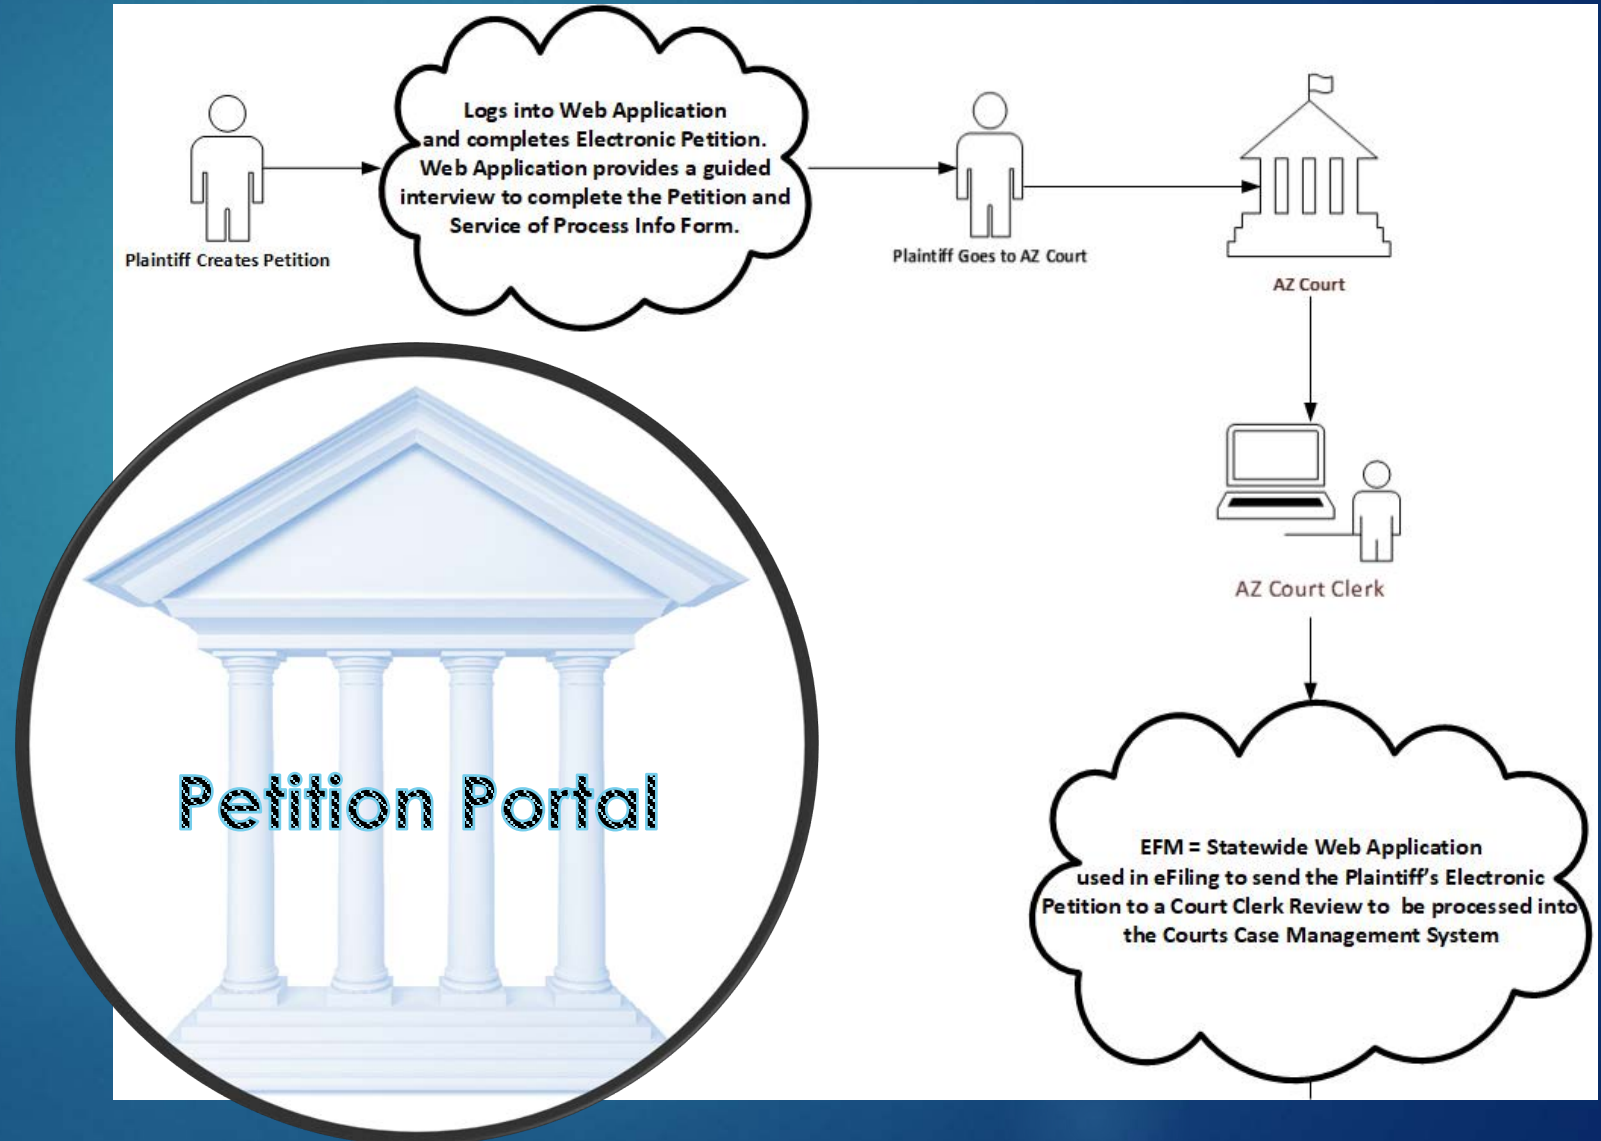 Logs into Web Application
and completes Electronic Petition.
Web Application provides a guided
interview to complete the Petition and
Service of Process Info Form.
Plaintiff Creates Petition
Plaintiff Goes to AZ Court
AZ Court
AZ Court Clerk
Petition Portal
EFM = Statewide Web Application
used in eFiling to send the Plaintiff's Electronic
Petition to a Court Clerk Review to be processed into
the Courts Case Management System